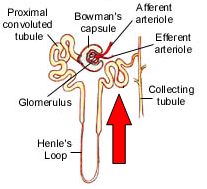 Proximal
convoluted
tubule
Bowman's
capsule
Afferent
arteriole
Efferent
arteriole
Glomerulus
Collecting
tubule
Henle's
Loop